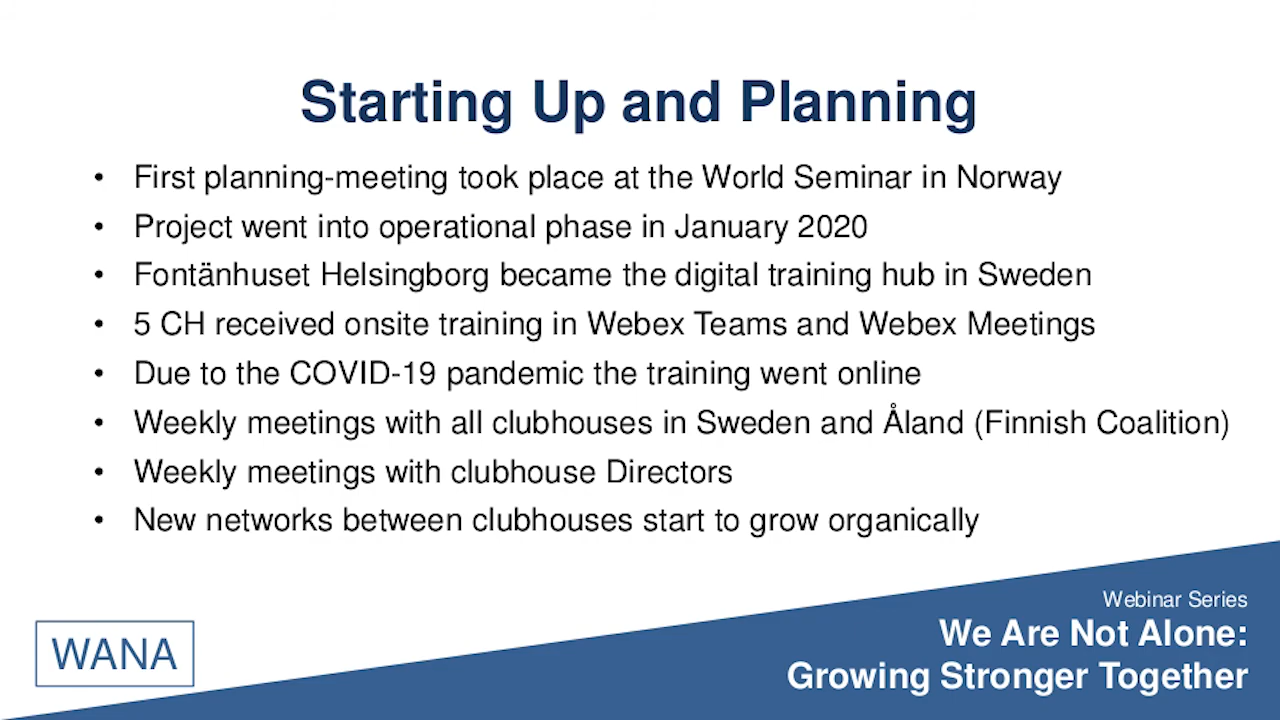 Starting Up and Planning
• First planning-meeting took place at the World Seminar in Norway
• Project went into operational phase in January 2020
• Fontänhuset Helsingborg became the digital training hub in Sweden
• 5 CH received onsite training in Webex Teams and Webex Meetings
• Due to the COVID-19 pandemic the training went online
• Weekly meetings with all clubhouses in Sweden and Åland (Finnish Coalition)
• Weekly meetings with clubhouse Directors
• New networks between clubhouses start to grow organically
WANA
Webinar Series
We Are Not Alone:
Growing Stronger Together